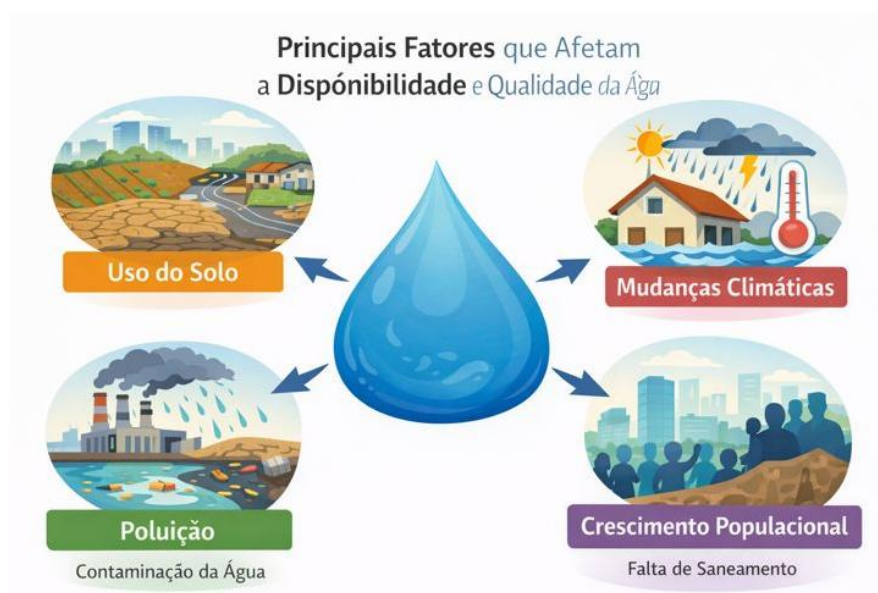 Principais Fatores que Afetam
a Dispónibilidade e Qualidade da Água
Uso do Solo
Mudanças Climáticas
Poluição
Contaminação da Água
Crescimento Populacional
Falta de Saneamento